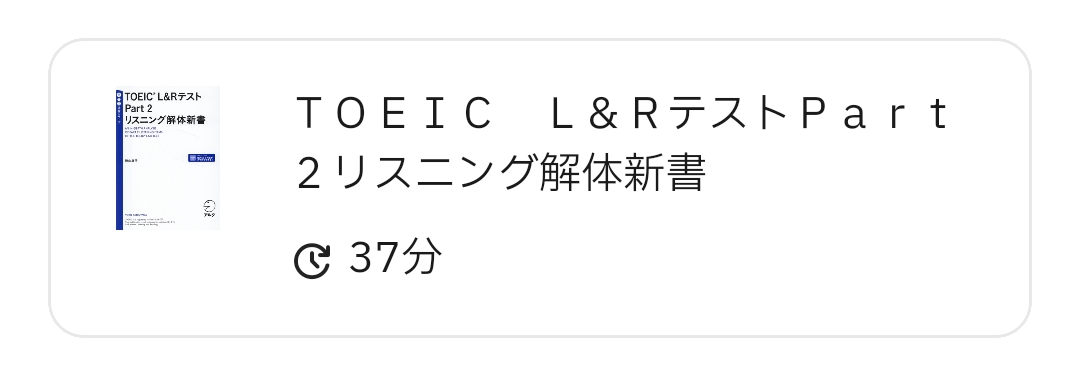 TOEIC® L&Rテスト
Part 2
リスニング解体新書
アルク
ＴＯＥＩＣ　Ｌ＆ＲテストＰａｒｔ
２リスニング解体新書
37分